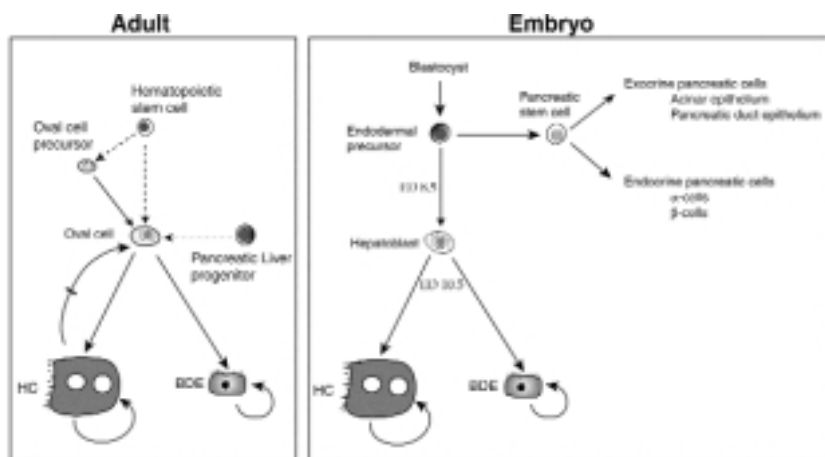 Adult
Hematopoietic
stem cell
Oval cell
precursor
Oval cell
Pancreatic Liver
progenitor
HC
BDE
Embryo
Blastocyst
Endodermal
precursor
Pancreatic
stem cell
Exocrine pancreatic cells
Acinar epithelium
Pancreatic duct epithelium
Endocrine pancreatic cells
α-cells
β-cells
Hepatoblast
HC
BDE